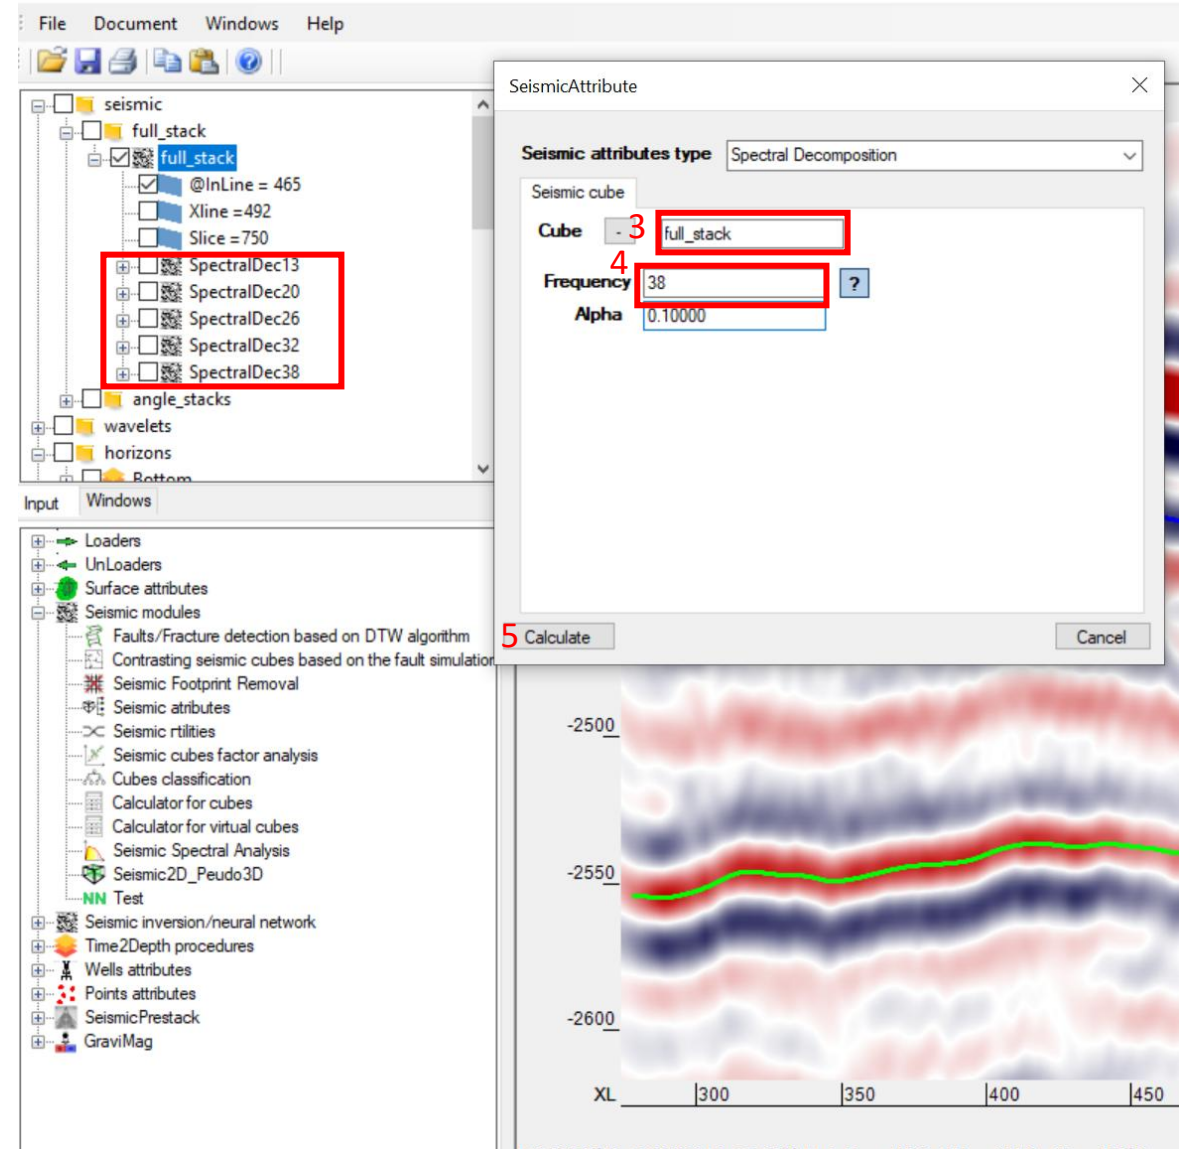 File Document Windows Help
seismic
full_stack
full_stack
@InLine = 465
Xline =492
Slice =750
SpectralDec13
SpectralDec20
SpectralDec26
SpectralDec32
SpectralDec38
angle_stacks
wavelets
horizons
Bottom
Input Windows
Loaders
UnLoaders
Surface attributes
Seismic modules
Faults/Fracture detection based on DTW algorithm
Contrasting seismic cubes based on the fault simulation
Seismic Footprint Removal
Seismic atributes
Seismic rtilities
Seismic cubes factor analysis
Cubes classification
Calculator for cubes
Calculator for virtual cubes
Seismic Spectral Analysis
Seismic2D_Peudo3D
NN Test
Seismic inversion/neural network
Time2Depth procedures
Wells attributes
Points attributes
SeismicPrestack
GraviMag
SeismicAttribute
Seismic attributes type Spectral Decomposition
Seismic cube
Cube - 3 full_stack
4
Frequency 38 ?
Alpha 0.10000
5 Calculate Cancel
-2500
-2550
-2600
XL 300 350 400 450